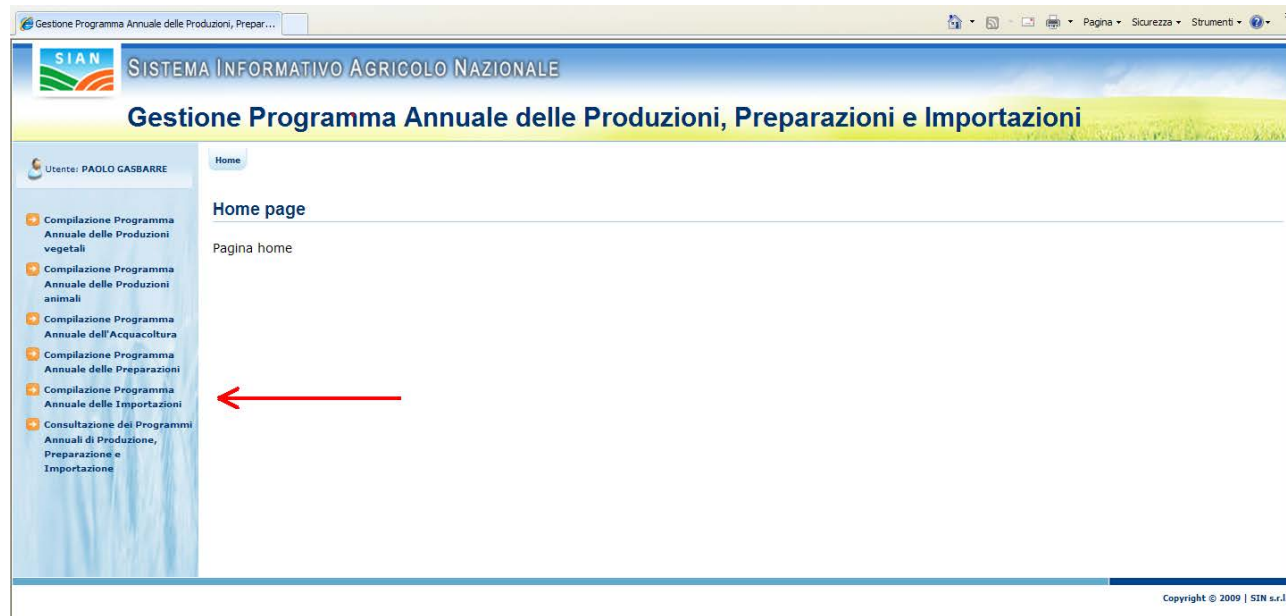 Gestione Programma Annuale delle Produzioni, Prepar...
Pagina
Sicurezza
Strumenti
SIAN
SISTEMA INFORMATIVO AGRICOLO NAZIONALE
Gestione Programma Annuale delle Produzioni, Preparazioni e Importazioni
Utente: PAOLO GASBARRE
Home
Home page
Pagina home
Compilazione Programma
Annuale delle Produzioni
vegetali
Compilazione Programma
Annuale delle Produzioni
animali
Compilazione Programma
Annuale dell'Acquacoltura
Compilazione Programma
Annuale delle Preparazioni
Compilazione Programma
Annuale delle Importazioni
Consultazione dei Programmi
Annuali di Produzione,
Preparazione e
Importazione
Copyright © 2009 | SIN s.r.l